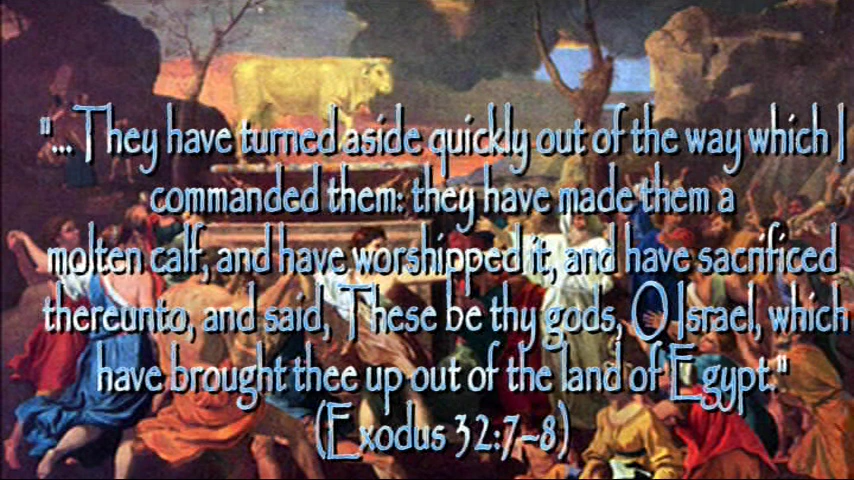 "...They have turned aside quickly out of the way which I
commanded them: they have made them a
molten calf, and have worshipped it, and have sacrificed
thereunto, and said, These be thy gods, O Israel, which
have brought thee up out of the land of Egypt."
(Exodus 32:7-8)